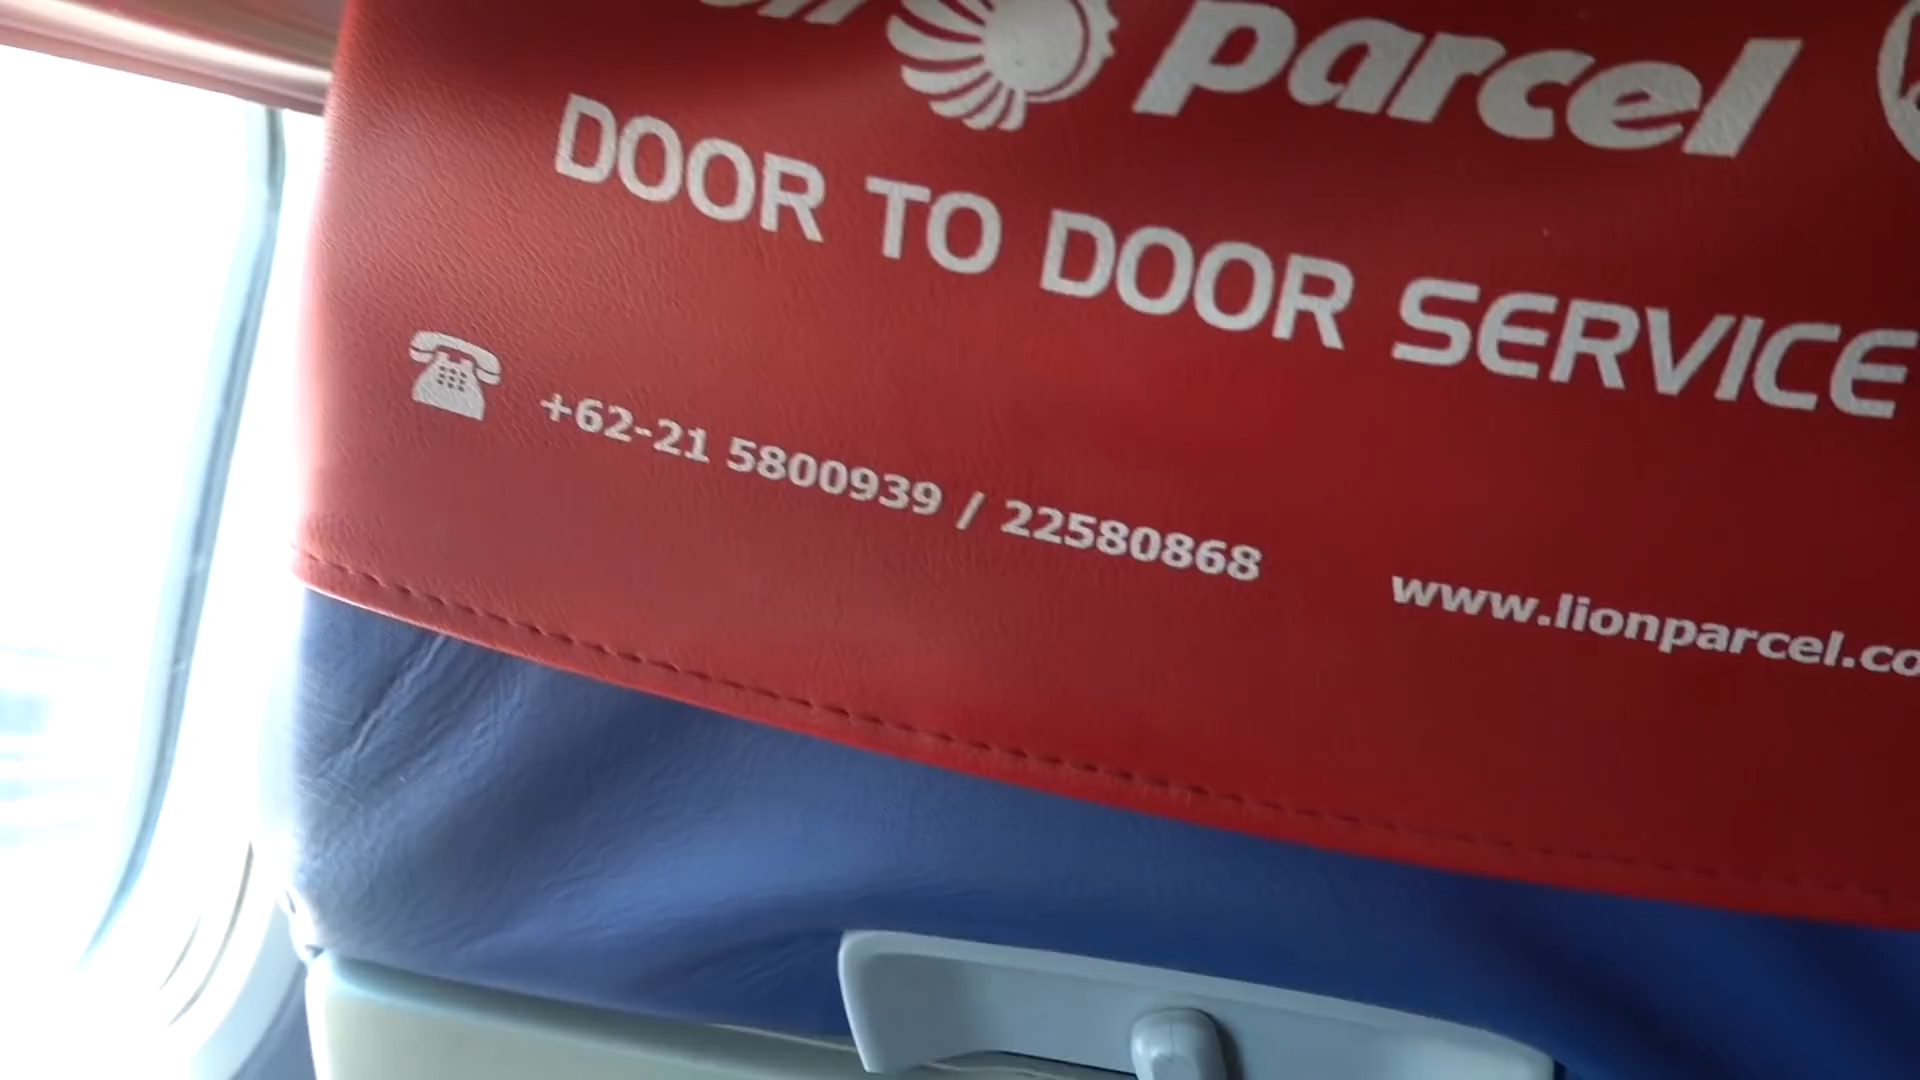 parcel
DOOR TO DOOR SERVICE
+62-21 5800939 / 22580868
www.lionparcel.co